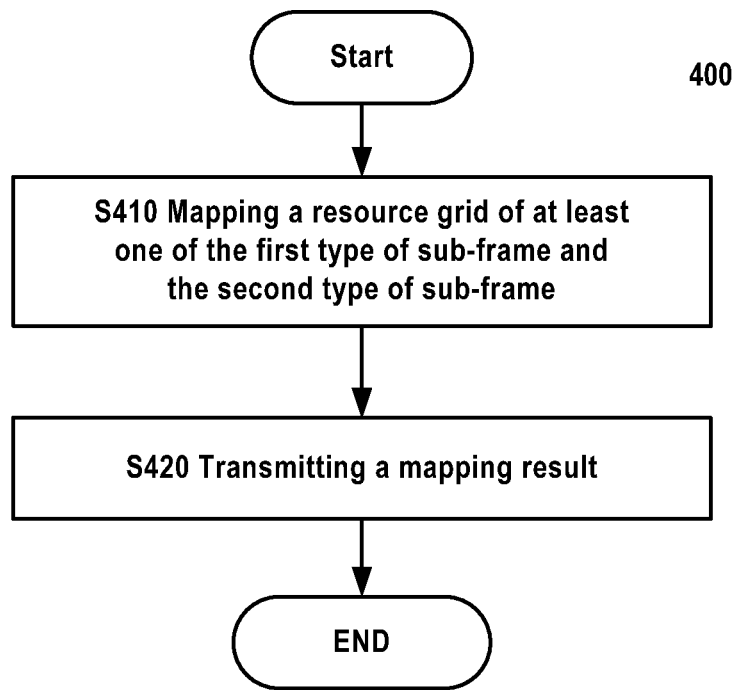 Start
400
S410 Mapping a resource grid of at least
one of the first type of sub-frame and
the second type of sub-frame
S420 Transmitting a mapping result
END